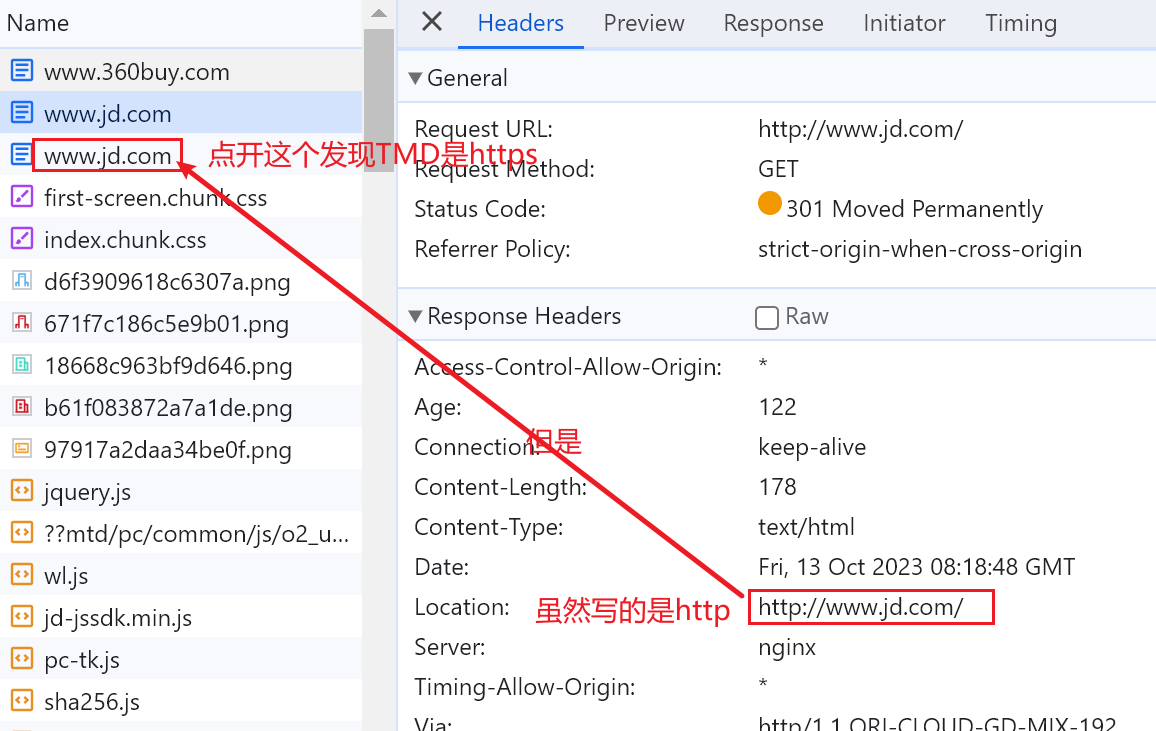 Name
Headers Preview Response Initiator Timing
www.360buy.com
www.jd.com
www.jd.com
first-screen.chunk.css
index.chunk.css
d6f3909618c6307a.png
671f7c186c5e9b01.png
18668c963bf9d646.png
b61f083872a7a1de.png
97917a2daa34be0f.png
jquery.js
??mtd/pc/common/js/o2_u...
wl.js
jd-jssdk.min.js
pc-tk.js
sha256.js
点开这个发现TMD是https
General
Request URL: http://www.jd.com/
Request Method: GET
Status Code: 301 Moved Permanently
Referrer Policy: strict-origin-when-cross-origin
Response Headers Raw
Access-Control-Allow-Origin: *
Age: 122
但是
Connection: keep-alive
Content-Length: 178
Content-Type: text/html
Date: Fri, 13 Oct 2023 08:18:48 GMT
Location: 虽然写的是http http://www.jd.com/
Server: nginx
Timing-Allow-Origin: *
Via: http/1.1 ORI-CLOUD-GD-MIX-192